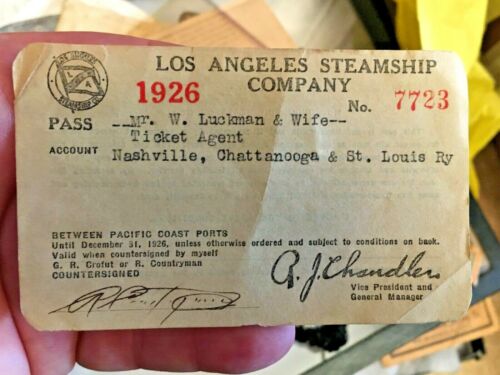 LOS ANGELES STEAMSHIP
COMPANY
1926
No. 7723
PASS --Mr. W. Luckman & Wife--
Ticket Agent
ACCOUNT Nashville, Chattanooga & St. Louis Ry
BETWEEN PACIFIC COAST PORTS
Until December 31, 1926, unless otherwise ordered and subject to conditions on back.
Valid when countersigned by myself
G. R. Crofut or R. Countryman
COUNTERSIGNED
A. J. Chandler
Vice President and
General Manager